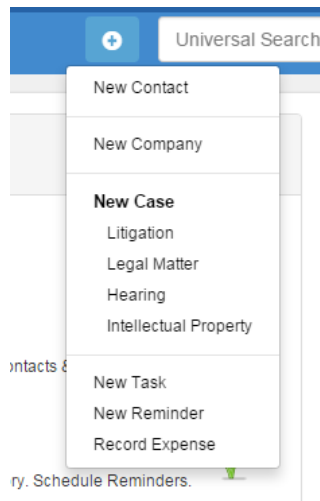 Universal Search
New Contact
New Company
New Case
Litigation
Legal Matter
Hearing
Intellectual Property
ontacts &
New Task
New Reminder
Record Expense
ry. Schedule Reminders.